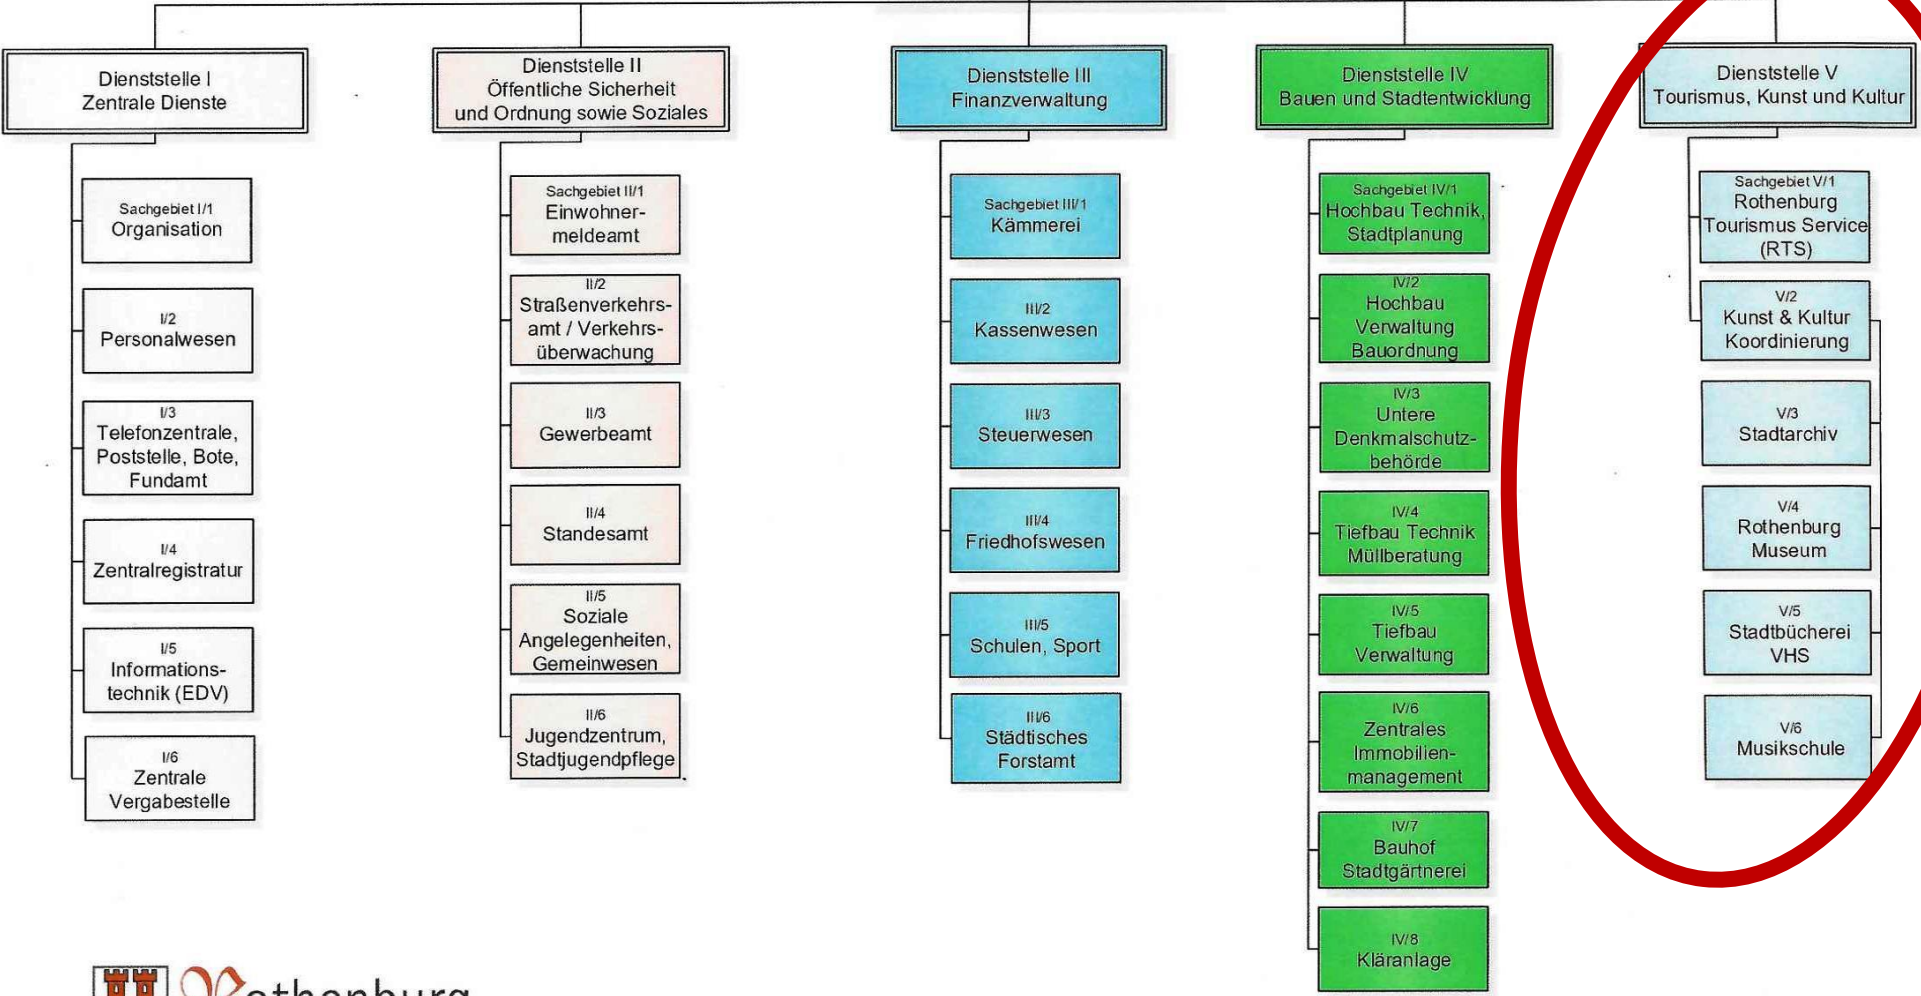 Dienststelle I
Zentrale Dienste
Sachgebiet I/1
Organisation
I/2
Personalwesen
I/3
Telefonzentrale,
Poststelle, Bote,
Fundamt
I/4
Zentralregistratur
I/5
Informations-
technik (EDV)
I/6
Zentrale
Vergabestelle
Dienststelle II
Öffentliche Sicherheit
und Ordnung sowie Soziales
Sachgebiet II/1
Einwohner-
meldeamt
II/2
Straßenverkehrs-
amt / Verkehrs-
überwachung
II/3
Gewerbeamt
II/4
Standesamt
II/5
Soziale
Angelegenheiten,
Gemeinwesen
II/6
Jugendzentrum,
Stadtjugendpflege
Dienststelle III
Finanzverwaltung
Sachgebiet III/1
Kämmerei
III/2
Kassenwesen
III/3
Steuerwesen
III/4
Friedhofswesen
III/5
Schulen, Sport
III/6
Städtisches
Forstamt
Dienststelle IV
Bauen und Stadtentwicklung
Sachgebiet IV/1
Hochbau Technik,
Stadtplanung
IV/2
Hochbau
Verwaltung
Bauordnung
IV/3
Untere
Denkmalschutz-
behörde
IV/4
Tiefbau Technik
Müllberatung
IV/5
Tiefbau
Verwaltung
IV/6
Zentrales
Immobilien-
management
IV/7
Bauhof
Stadtgärtnerei
IV/8
Kläranlage
Dienststelle V
Tourismus, Kunst und Kultur
Sachgebiet V/1
Rothenburg
Tourismus Service
(RTS)
V/2
Kunst & Kultur
Koordinierung
V/3
Stadtarchiv
V/4
Rothenburg
Museum
V/5
Stadtbücherei
VHS
V/6
Musikschule
Rothenburg